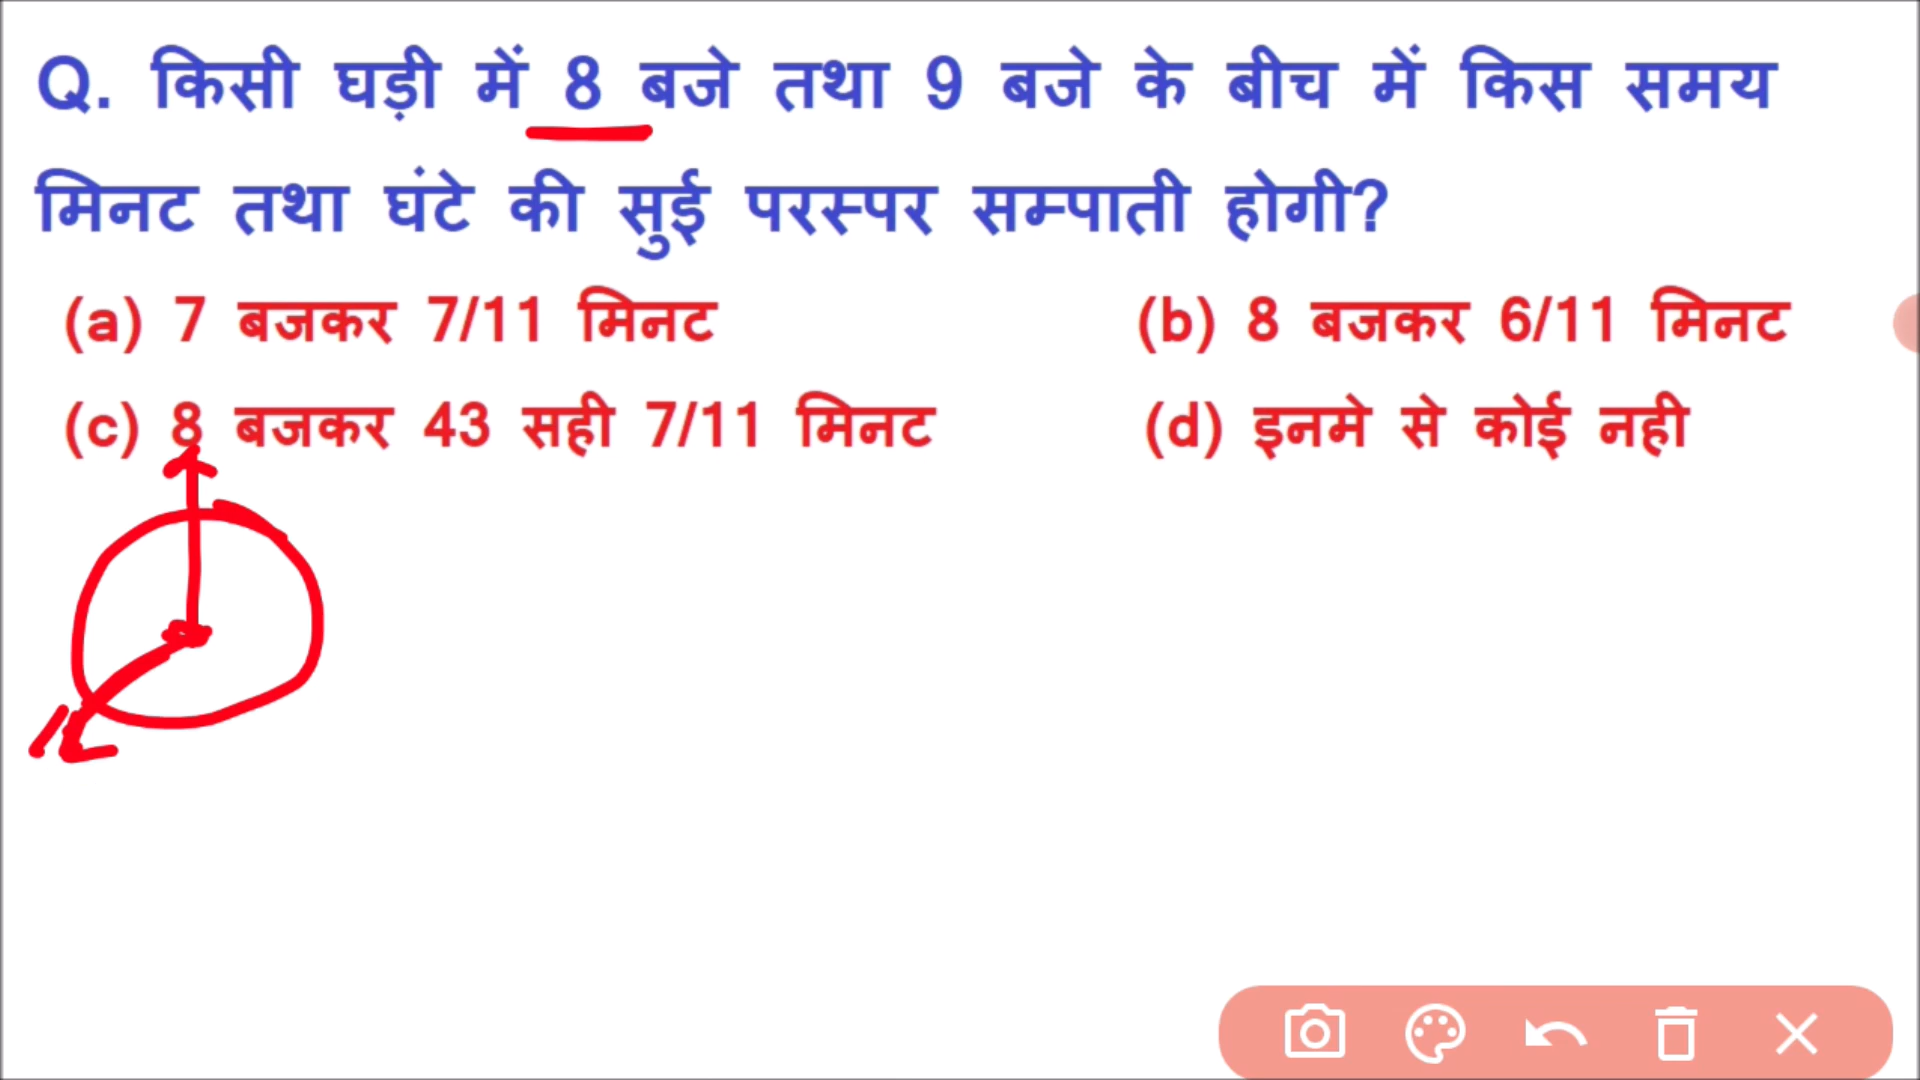 Q. किसी घड़ी में 8 बजे तथा 9 बजे के बीच में किस समय
मिनट तथा घंटे की सुई परस्पर सम्पाती होगी?
(a) 7 बजकर 7/11 मिनट (b) 8 बजकर 6/11 मिनट
(c) 8 बजकर 43 सही 7/11 मिनट (d) इनमे से कोई नही